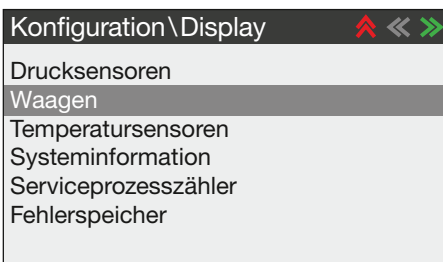 Konfiguration\Display
Drucksensoren
Waagen
Temperatursensoren
Systeminformation
Serviceprozesszähler
Fehlerspeicher